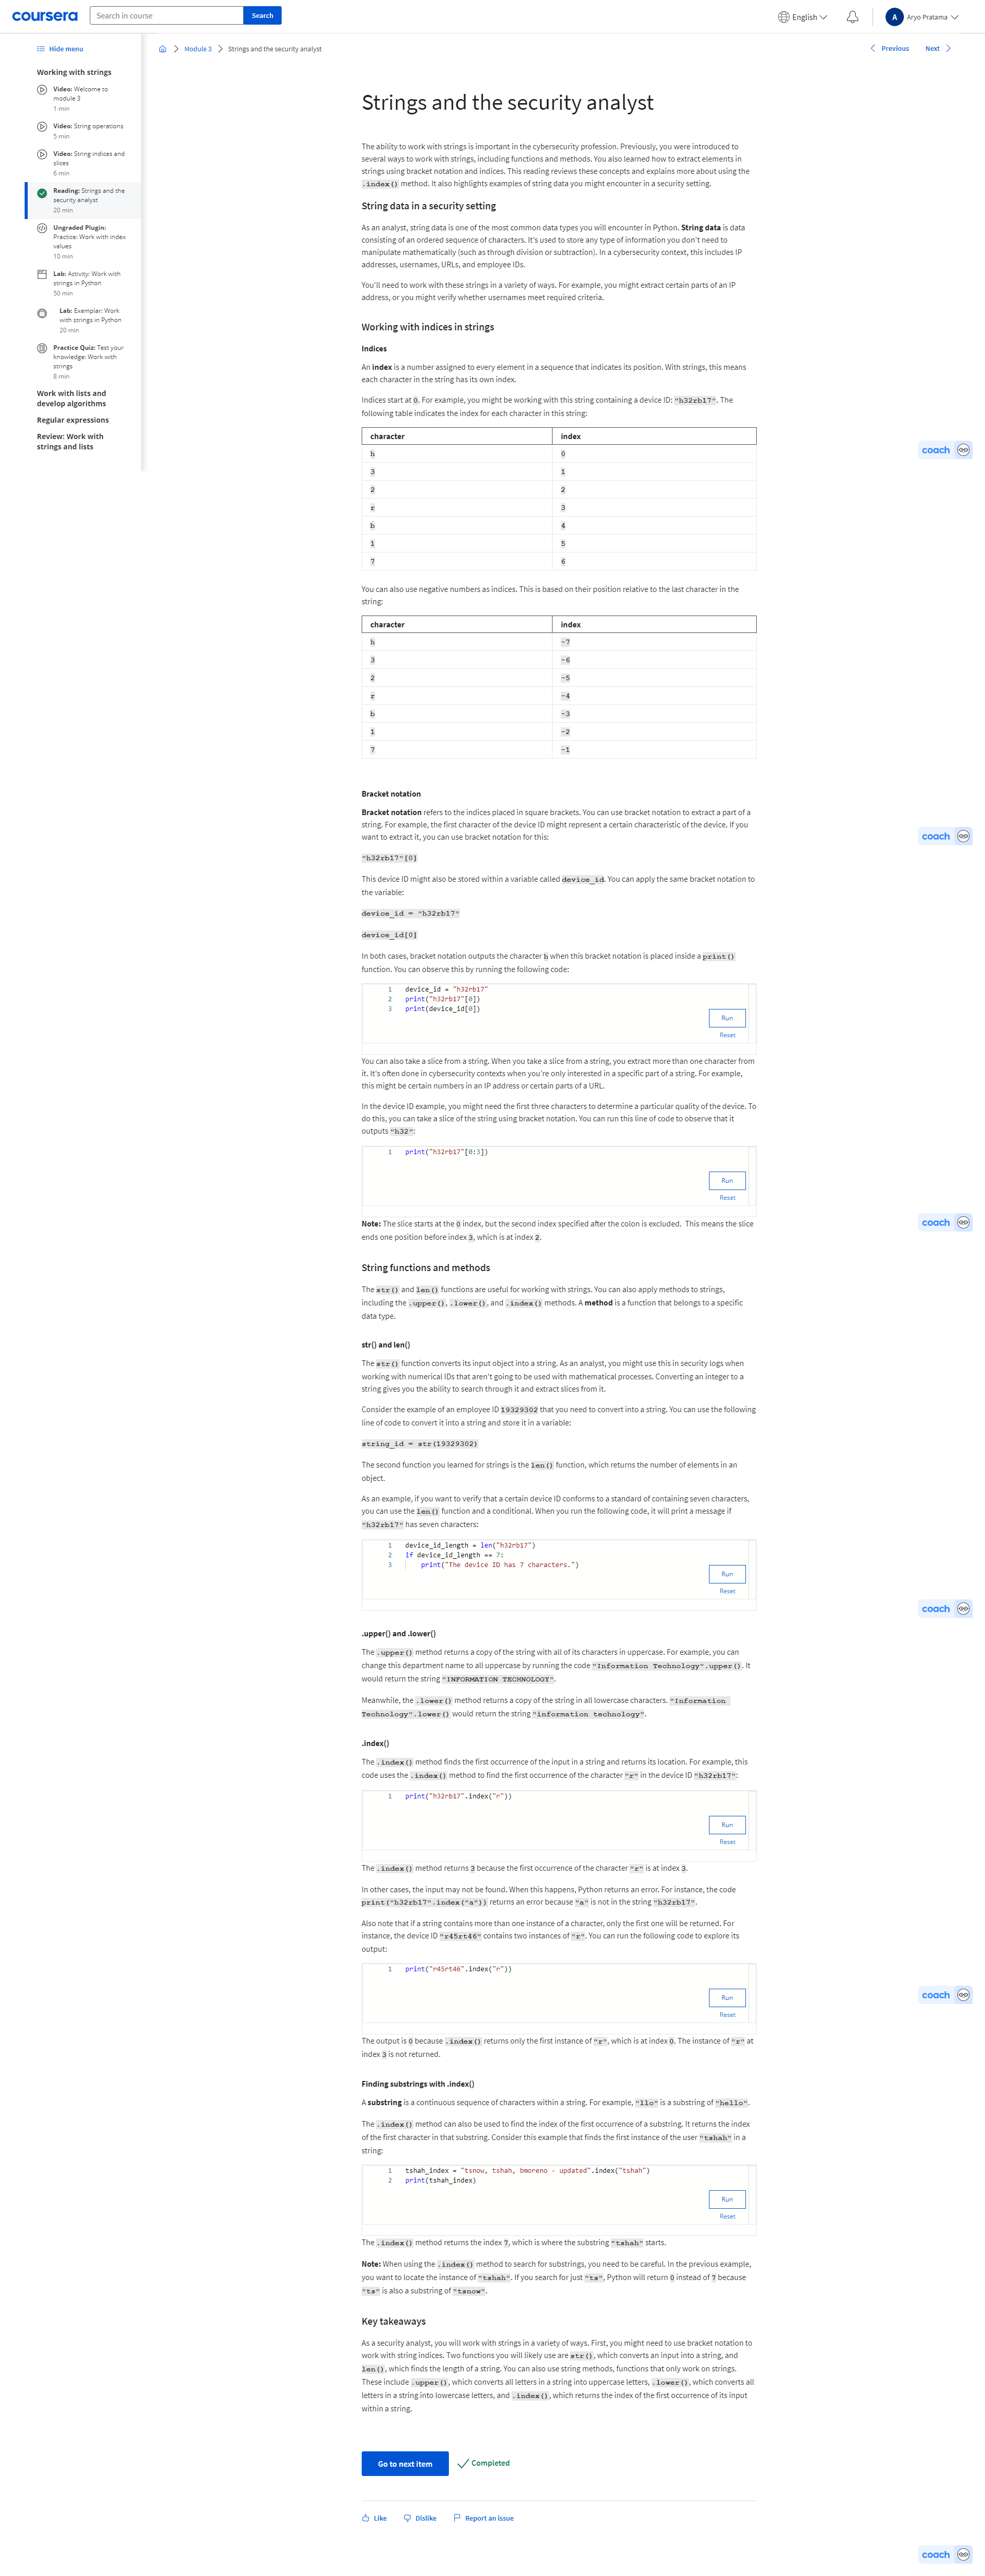 coursera
Search in course
Search
English
A
Aryo Pratama
Hide menu
Module 3
Strings and the security analyst
Previous
Next
Working with strings
Video: Welcome to
module 3
1 min
Video: String operations
5 min
Video: String indices and
slices
6 min
Reading: Strings and the
security analyst
20 min
Ungraded Plugin:
Practice: Work with index
values
10 min
Lab: Activity: Work with
strings in Python
50 min
Lab: Exemplar: Work
with strings in Python
20 min
Practice Quiz: Test your
knowledge: Work with
strings
8 min
Work with lists and
develop algorithms
Regular expressions
Review: Work with
strings and lists
Strings and the security analyst
The ability to work with strings is important in the cybersecurity profession. Previously, you were introduced to
several ways to work with strings, including functions and methods. You also learned how to extract elements in
strings using bracket notation and indices. This reading reviews these concepts and explains more about using the
.index() method. It also highlights examples of string data you might encounter in a security setting.
String data in a security setting
As an analyst, string data is one of the most common data types you will encounter in Python. String data is data
consisting of an ordered sequence of characters. It's used to store any type of information you don't need to
manipulate mathematically (such as through division or subtraction). In a cybersecurity context, this includes IP
addresses, usernames, URLs, and employee IDs.
You'll need to work with these strings in a variety of ways. For example, you might extract certain parts of an IP
address, or you might verify whether usernames meet required criteria.
Working with indices in strings
Indices
An index is a number assigned to every element in a sequence that indicates its position. With strings, this means
each character in the string has its own index.
Indices start at 0. For example, you might be working with this string containing a device ID: "h32rb17". The
following table indicates the index for each character in this string:
character index
h 0
3 1
2 2
r 3
b 4
1 5
7 6
You can also use negative numbers as indices. This is based on their position relative to the last character in the
string:
character index
h -7
3 -6
2 -5
r -4
b -3
1 -2
7 -1
Bracket notation
Bracket notation refers to the indices placed in square brackets. You can use bracket notation to extract a part of a
string. For example, the first character of the device ID might represent a certain characteristic of the device. If you
want to extract it, you can use bracket notation for this:
"h32rb17"[0]
This device ID might also be stored within a variable called device_id. You can apply the same bracket notation to
the variable:
device_id = "h32rb17"
device_id[0]
In both cases, bracket notation outputs the character h when this bracket notation is placed inside a print()
function. You can observe this by running the following code:
1 device_id = "h32rb17"
2 print("h32rb17"[0])
3 print(device_id[0])
Run
Reset
You can also take a slice from a string. When you take a slice from a string, you extract more than one character from
it. It's often done in cybersecurity contexts when you're only interested in a specific part of a string. For example,
this might be certain numbers in an IP address or certain parts of a URL.
In the device ID example, you might need the first three characters to determine a particular quality of the device. To
do this, you can take a slice of the string using bracket notation. You can run this line of code to observe that it
outputs "h32":
1 print("h32rb17"[0:3])
Run
Reset
Note: The slice starts at the 0 index, but the second index specified after the colon is excluded. This means the slice
ends one position before index 3, which is at index 2.
String functions and methods
The str() and len() functions are useful for working with strings. You can also apply methods to strings,
including the .upper(), .lower(), and .index() methods. A method is a function that belongs to a specific
data type.
str() and len()
The str() function converts its input object into a string. As an analyst, you might use this in security logs when
working with numerical IDs that aren't going to be used with mathematical processes. Converting an integer to a
string gives you the ability to search through it and extract slices from it.
Consider the example of an employee ID 19329302 that you need to convert into a string. You can use the following
line of code to convert it into a string and store it in a variable:
string_id = str(19329302)
The second function you learned for strings is the len() function, which returns the number of elements in an
object.
As an example, if you want to verify that a certain device ID conforms to a standard of containing seven characters,
you can use the len() function and a conditional. When you run the following code, it will print a message if
"h32rb17" has seven characters:
1 device_id_length = len("h32rb17")
2 if device_id_length == 7:
3 print("The device ID has 7 characters.")
Run
Reset
.upper() and .lower()
The .upper() method returns a copy of the string with all of its characters in uppercase. For example, you can
change this department name to all uppercase by running the code "Information Technology".upper(). It
would return the string "INFORMATION TECHNOLOGY".
Meanwhile, the .lower() method returns a copy of the string in all lowercase characters. "Information
Technology".lower() would return the string "information technology".
.index()
The .index() method finds the first occurrence of the input in a string and returns its location. For example, this
code uses the .index() method to find the first occurrence of the character "r" in the device ID "h32rb17":
1 print("h32rb17".index("r"))
Run
Reset
The .index() method returns 3 because the first occurrence of the character "r" is at index 3.
In other cases, the input may not be found. When this happens, Python returns an error. For instance, the code
print("h32rb17".index("a")) returns an error because "a" is not in the string "h32rb17".
Also note that if a string contains more than one instance of a character, only the first one will be returned. For
instance, the device ID "r45rt46" contains two instances of "r". You can run the following code to explore its
output:
1 print("r45rt46".index("r"))
Run
Reset
The output is 0 because .index() returns only the first instance of "r", which is at index 0. The instance of "r" at
index 3 is not returned.
Finding substrings with .index()
A substring is a continuous sequence of characters within a string. For example, "llo" is a substring of "hello".
The .index() method can also be used to find the index of the first occurrence of a substring. It returns the index
of the first character in that substring. Consider this example that finds the first instance of the user "tshah" in a
string:
1 tshah_index = "tsnow, tshah, bmoreno - updated".index("tshah")
2 print(tshah_index)
Run
Reset
The .index() method returns the index 7, which is where the substring "tshah" starts.
Note: When using the .index() method to search for substrings, you need to be careful. In the previous example,
you want to locate the instance of "tshah". If you search for just "ts", Python will return 0 instead of 7 because
"ts" is also a substring of "tsnow".
Key takeaways
As a security analyst, you will work with strings in a variety of ways. First, you might need to use bracket notation to
work with string indices. Two functions you will likely use are str(), which converts an input into a string, and
len(), which finds the length of a string. You can also use string methods, functions that only work on strings.
These include .upper(), which converts all letters in a string into uppercase letters, .lower(), which converts all
letters in a string into lowercase letters, and .index(), which returns the index of the first occurrence of its input
within a string.
Go to next item
Completed
Like
Dislike
Report an issue
coach
coach
coach
coach
coach
coach